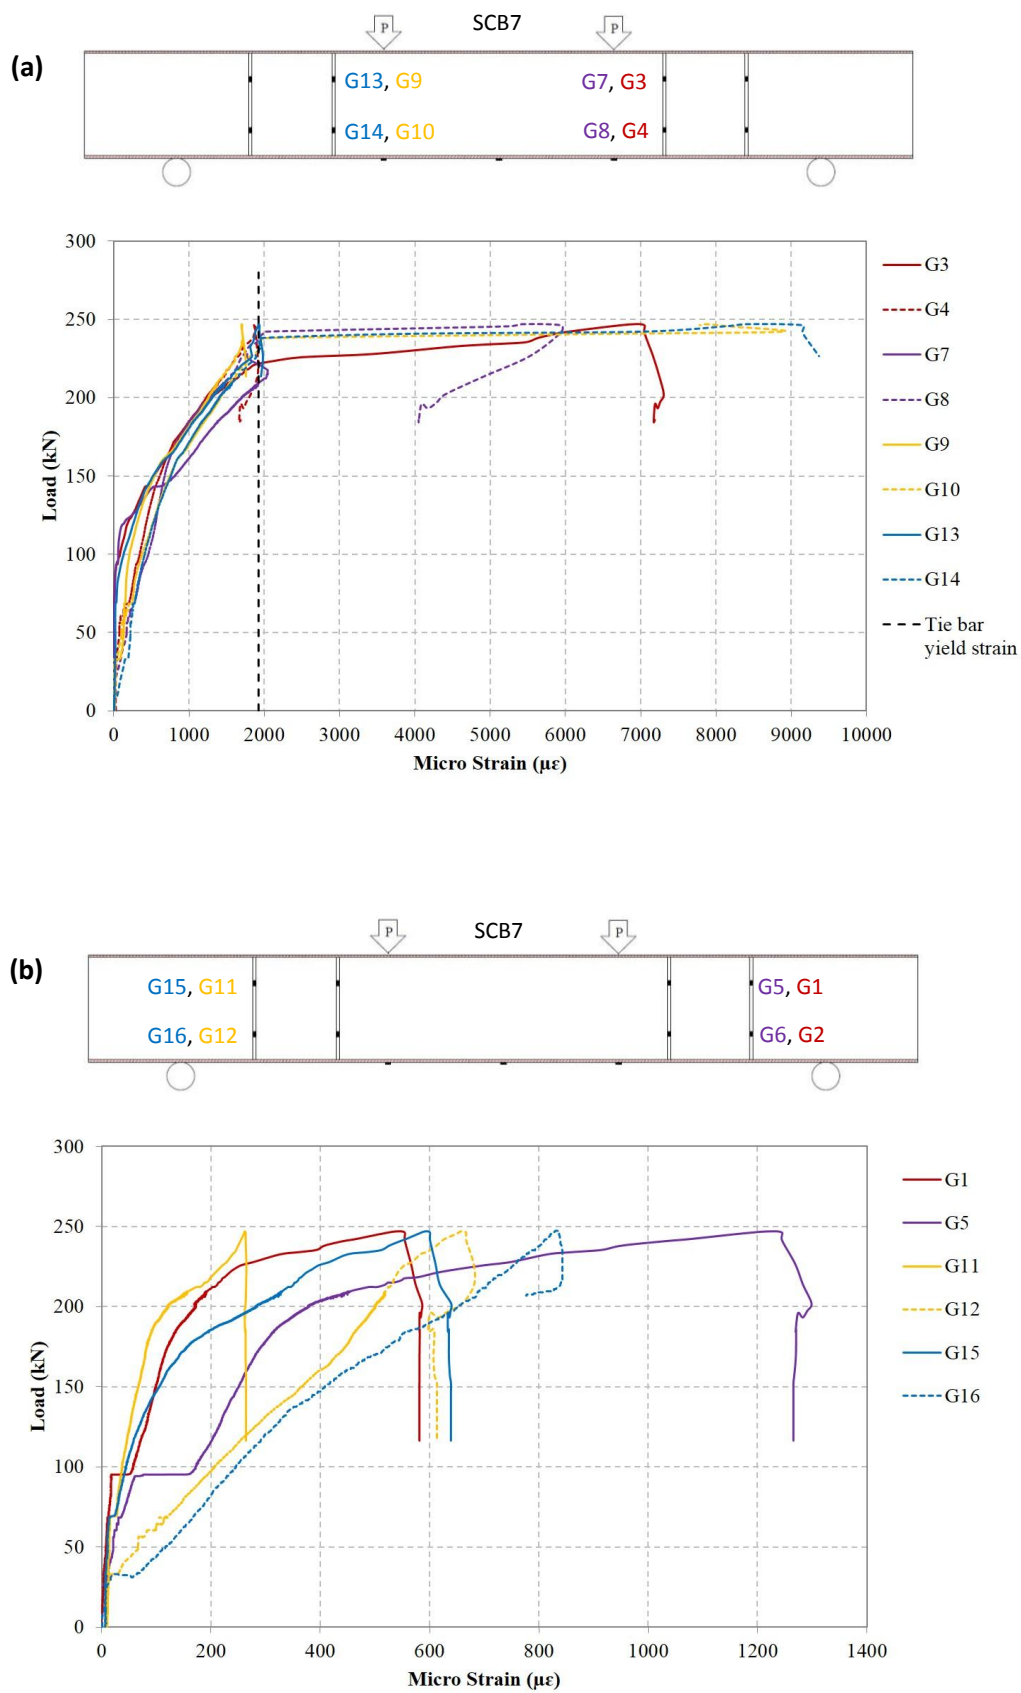 SCB7
P
P
(a)
G13, G9
G7, G3
G14, G10
G8, G4
300
250
200
150
100
50
0
Load (kN)
0 1000 2000 3000 4000 5000 6000 7000 8000 9000 10000
Micro Strain (με)
G3
G4
G7
G8
G9
G10
G13
G14
Tie bar
yield strain
SCB7
P
P
(b)
G15, G11
G5, G1
G16, G12
G6, G2
300
250
200
150
100
50
0
Load (kN)
0 200 400 600 800 1000 1200 1400
Micro Strain (με)
G1
G5
G11
G12
G15
G16